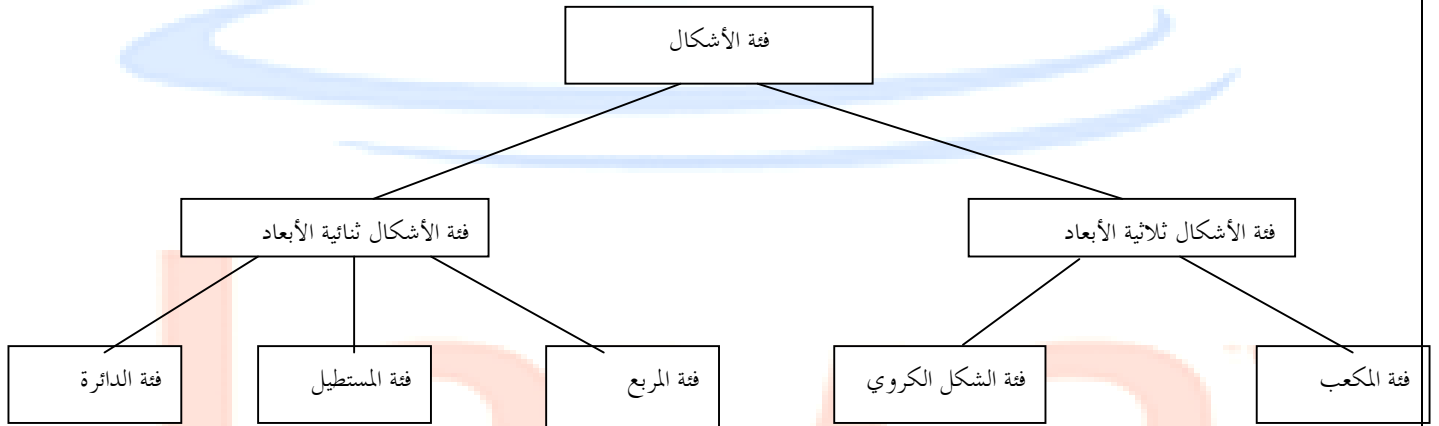 فئة الأشكال
فئة الأشكال ثلاثية الأبعاد
فئة الأشكال ثنائية الأبعاد
فئة المكعب
فئة الشكل الكروي
فئة المربع
فئة المستطيل
فئة الدائرة